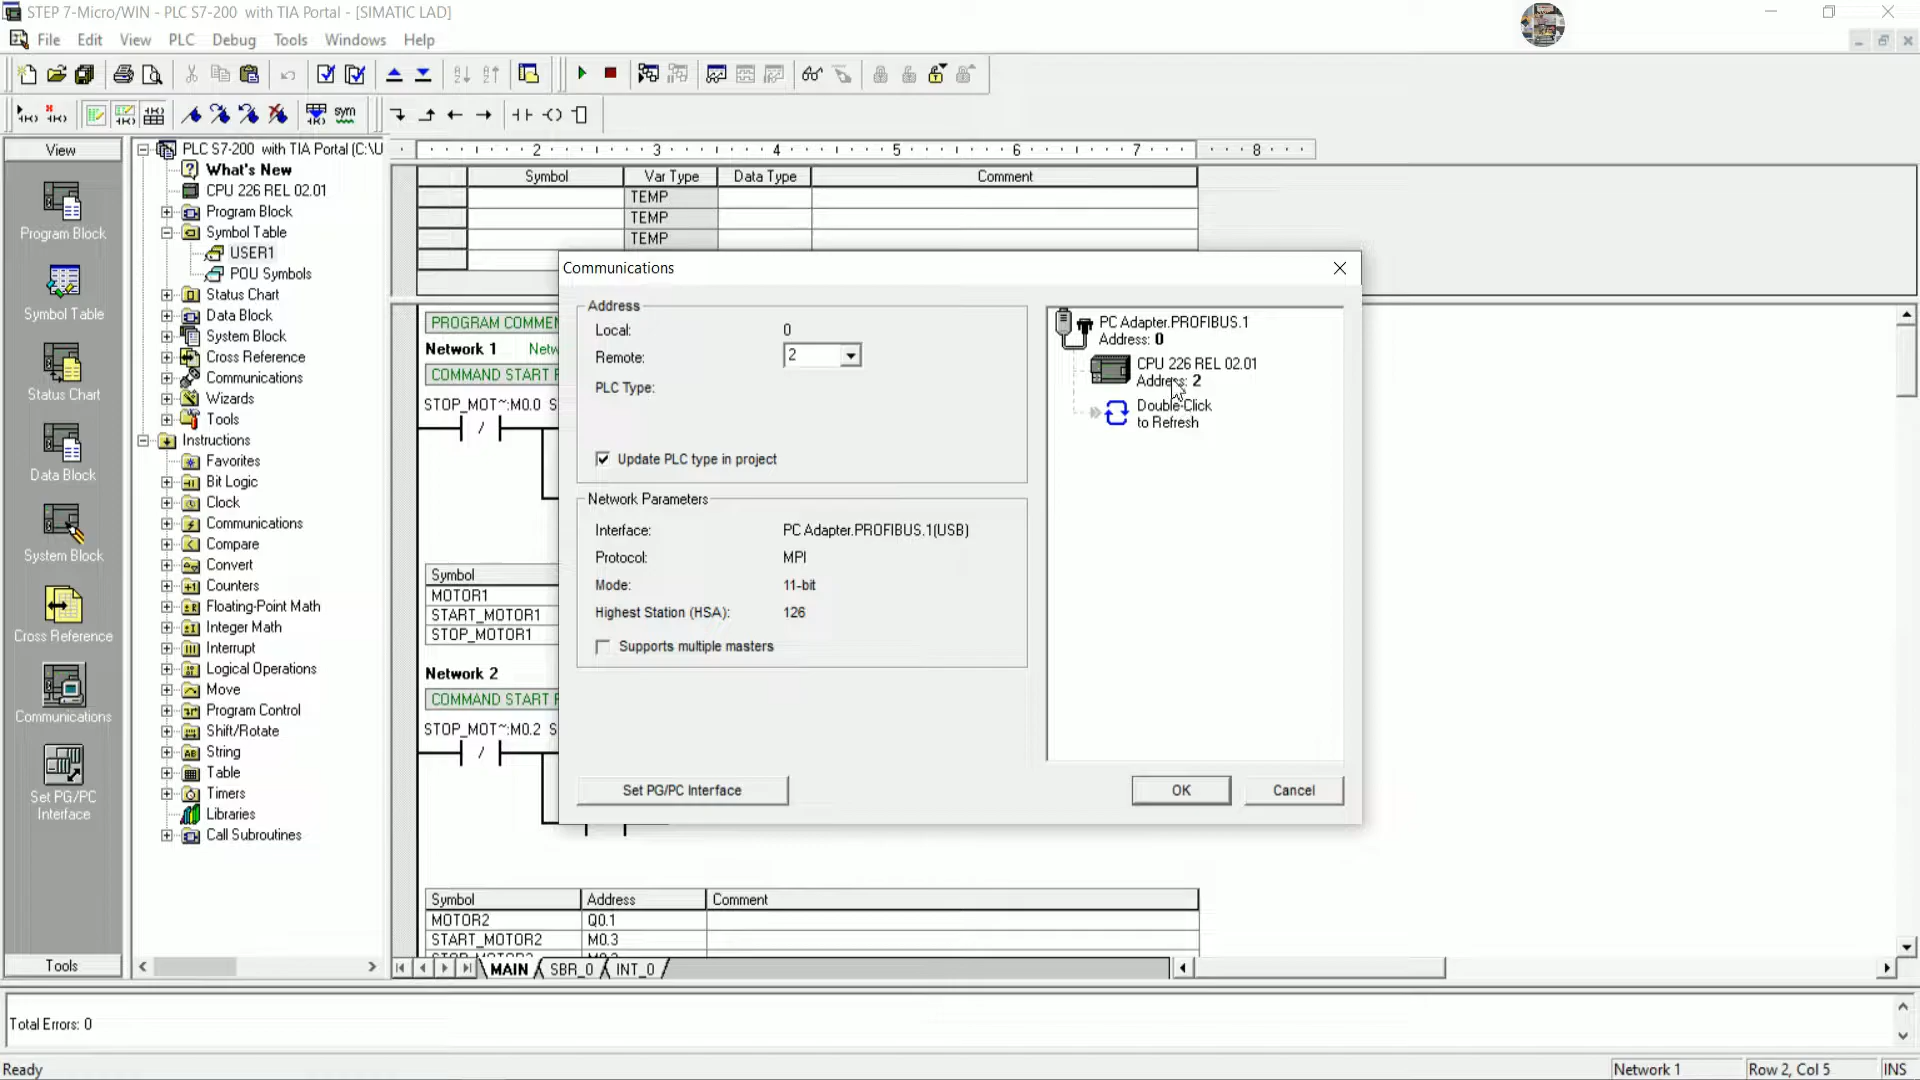 STEP 7-Micro/WIN - PLC S7-200  with TIA Portal - [SIMATIC LAD]
File Edit View PLC Debug Tools Windows Help
sym
View
Program Block
Symbol Table
Status Chart
Data Block
System Block
Cross Reference
Communications
Set PG/PC
Interface
Tools
PLC S7-200  with TIA Portal (C:\U
What's New
CPU 226 REL 02.01
Program Block
Symbol Table
USER1
POU Symbols
Status Chart
Data Block
System Block
Cross Reference
Communications
Wizards
Tools
Instructions
Favorites
Bit Logic
Clock
Communications
Compare
Convert
Counters
Floating-Point Math
Integer Math
Interrupt
Logical Operations
Move
Program Control
Shift/Rotate
String
Table
Timers
Libraries
Call Subroutines
2 3 4 5 6 7 8
Symbol Var Type Data Type Comment
TEMP
TEMP
TEMP
PROGRAM COMMEN
Network 1 Netw
COMMAND START
STOP_MOT~:M0.0 S
/
Symbol
MOTOR1
START_MOTOR1
STOP_MOTOR1
Network 2
COMMAND START
STOP_MOT~:M0.2 S
/
Symbol Address Comment
MOTOR2 Q0.1
START_MOTOR2 M0.3
MAIN SBR_0 INT_0
Communications
Address
Local: 0
Remote: 2
PLC Type:
Update PLC type in project
Network Parameters
Interface: PC Adapter.PROFIBUS.1(USB)
Protocol: MPI
Mode: 11-bit
Highest Station (HSA): 126
Supports multiple masters
Set PG/PC Interface
PC Adapter.PROFIBUS.1
Address: 0
CPU 226 REL 02.01
Address: 2
Double-Click
to Refresh
OK Cancel
Total Errors: 0
Ready Network 1 Row 2, Col 5 INS